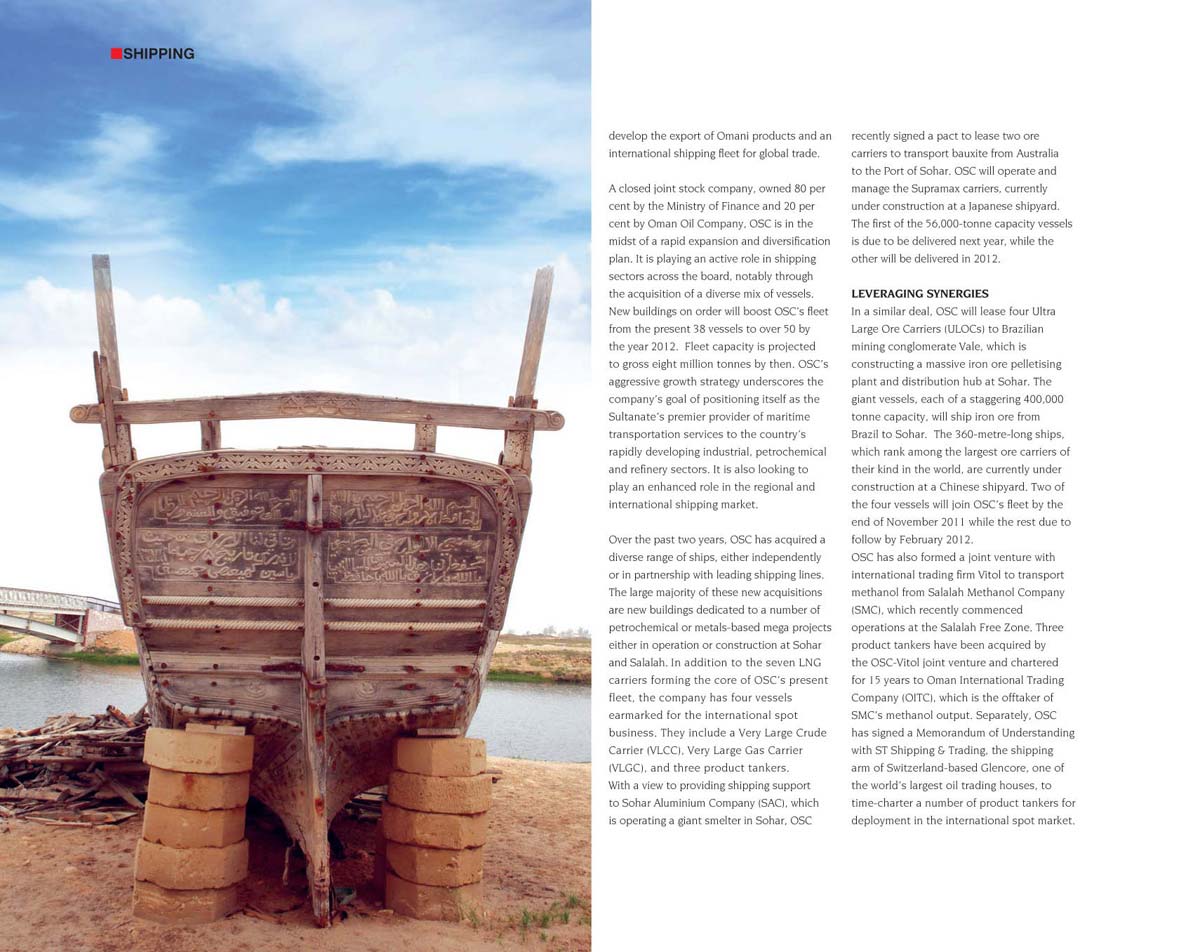 SHIPPING
develop the export of Omani products and an
international shipping fleet for global trade.
A closed joint stock company, owned 80 per
cent by the Ministry of Finance and 20 per
cent by Oman Oil Company, OSC is in the
midst of a rapid expansion and diversification
plan. It is playing an active role in shipping
sectors across the board, notably through
the acquisition of a diverse mix of vessels.
New buildings on order will boost OSC's fleet
from the present 38 vessels to over 50 by
the year 2012.  Fleet capacity is projected
to gross eight million tonnes by then. OSC's
aggressive growth strategy underscores the
company's goal of positioning itself as the
Sultanate's premier provider of maritime
transportation services to the country's
rapidly developing industrial, petrochemical
and refinery sectors. It is also looking to
play an enhanced role in the regional and
international shipping market.
Over the past two years, OSC has acquired a
diverse range of ships, either independently
or in partnership with leading shipping lines.
The large majority of these new acquisitions
are new buildings dedicated to a number of
petrochemical or metals-based mega projects
either in operation or construction at Sohar
and Salalah. In addition to the seven LNG
carriers forming the core of OSC's present
fleet, the company has four vessels
earmarked for the international spot
business. They include a Very Large Crude
Carrier (VLCC), Very Large Gas Carrier
(VLGC), and three product tankers.
With a view to providing shipping support
to Sohar Aluminium Company (SAC), which
is operating a giant smelter in Sohar, OSC
recently signed a pact to lease two ore
carriers to transport bauxite from Australia
to the Port of Sohar. OSC will operate and
manage the Supramax carriers, currently
under construction at a Japanese shipyard.
The first of the 56,000-tonne capacity vessels
is due to be delivered next year, while the
other will be delivered in 2012.
LEVERAGING SYNERGIES
In a similar deal, OSC will lease four Ultra
Large Ore Carriers (ULOCs) to Brazilian
mining conglomerate Vale, which is
constructing a massive iron ore pelletising
plant and distribution hub at Sohar. The
giant vessels, each of a staggering 400,000
tonne capacity, will ship iron ore from
Brazil to Sohar.  The 360-metre-long ships,
which rank among the largest ore carriers of
their kind in the world, are currently under
construction at a Chinese shipyard. Two of
the four vessels will join OSC's fleet by the
end of November 2011 while the rest due to
follow by February 2012.
OSC has also formed a joint venture with
international trading firm Vitol to transport
methanol from Salalah Methanol Company
(SMC), which recently commenced
operations at the Salalah Free Zone. Three
product tankers have been acquired by
the OSC-Vitol joint venture and chartered
for 15 years to Oman International Trading
Company (OITC), which is the offtaker of
SMC's methanol output. Separately, OSC
has signed a Memorandum of Understanding
with ST Shipping & Trading, the shipping
arm of Switzerland-based Glencore, one of
the world's largest oil trading houses, to
time-charter a number of product tankers for
deployment in the international spot market.